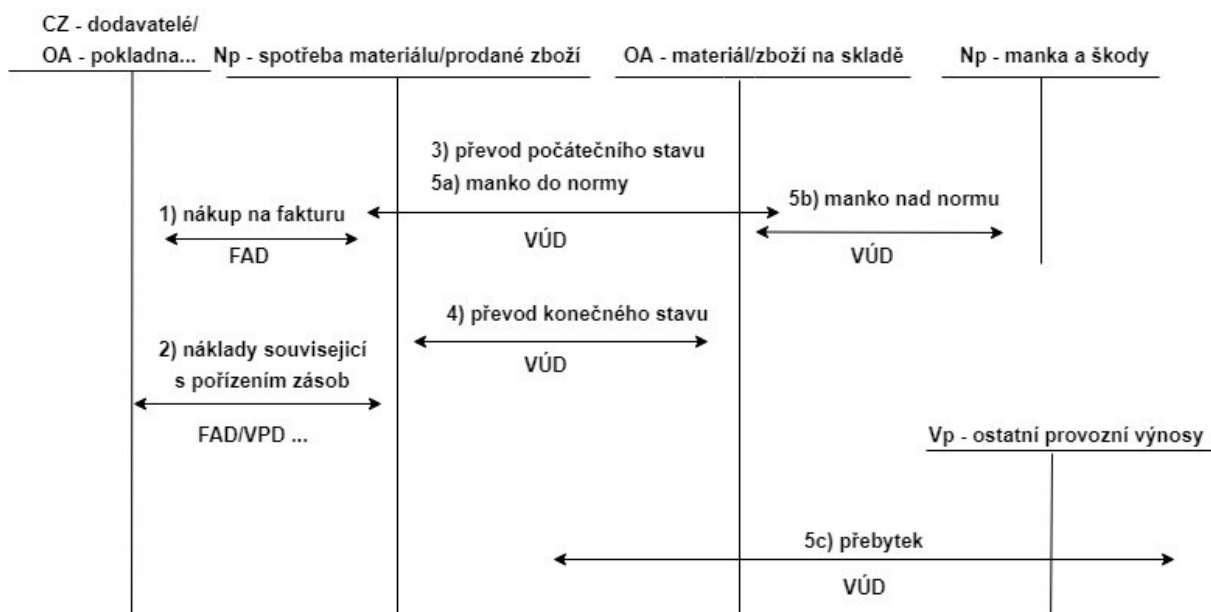 CZ - dodavatelé/
OA - pokladna...
Np - spotřeba materiálu/prodané zboží
OA - materiál/zboží na skladě
Np - manka a škody
3) převod počátečního stavu
5a) manko do normy
VÚD
1) nákup na fakturu
FAD
5b) manko nad normu
VÚD
4) převod konečného stavu
VÚD
2) náklady související
s pořízením zásob
FAD/VPD ...
Vp - ostatní provozní výnosy
5c) přebytek
VÚD